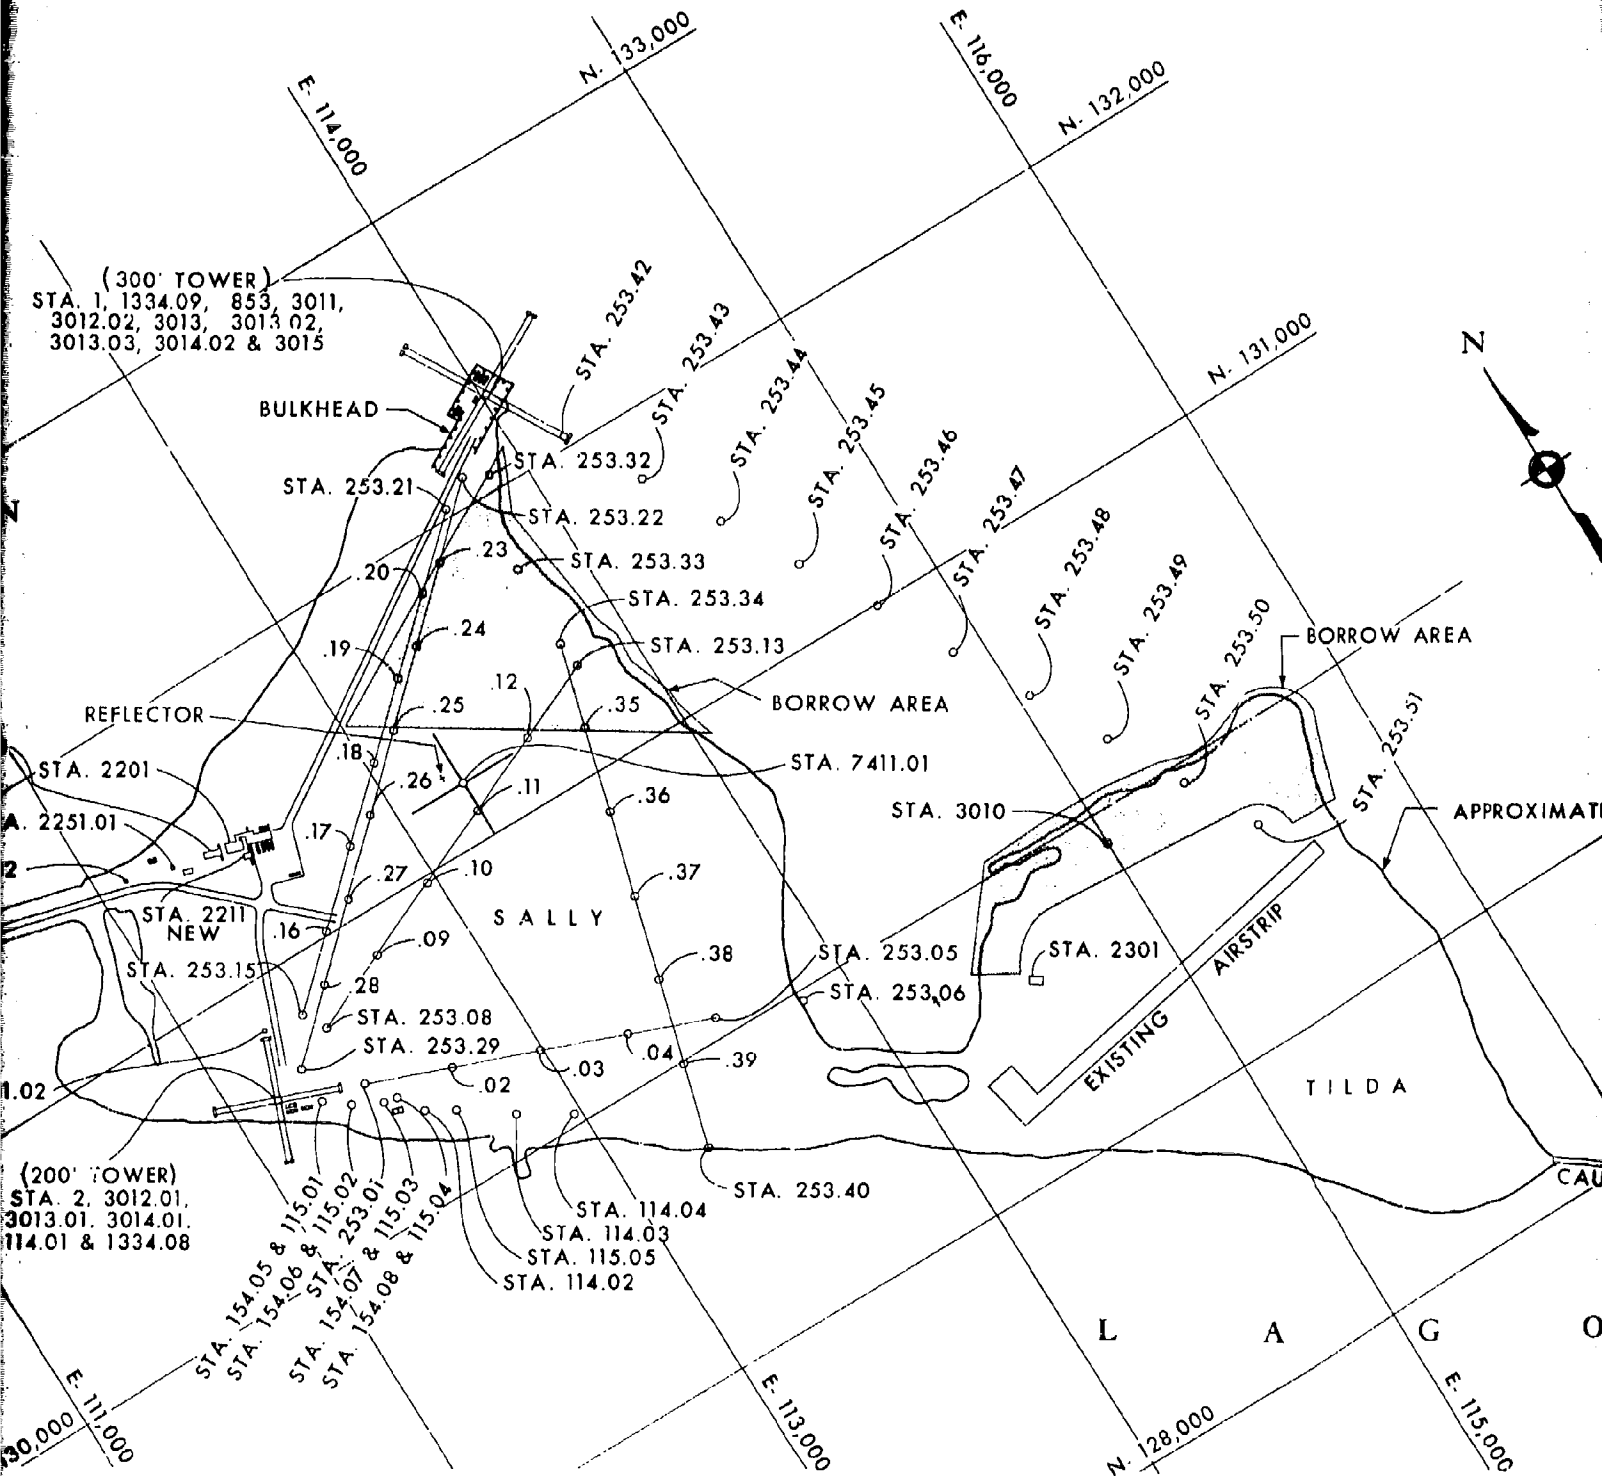 N. 133,000
E. 116,000
N. 132,000
E. 114,000
(300' TOWER)
STA. 1, 1334.09, 853, 3011,
3012.02, 3013, 3013.02,
3013.03, 3014.02 & 3015
STA. 253.42
STA. 253.43
STA. 253.44
STA. 253.45
STA. 253.46
STA. 253.47
STA. 253.48
STA. 253.49
STA. 253.50
STA. 253.51
N. 131,000
N
BULKHEAD
N
STA. 253.32
STA. 253.21
STA. 253.22
.23
STA. 253.33
.20
STA. 253.34
.24
.19
STA. 253.13
BORROW AREA
.12
BORROW AREA
REFLECTOR
.25
.35
.18
STA. 2201
STA. 7411.01
.26
.11
.36
STA. 3010
APPROXIMATE
A. 2251.01
.17
2
.27
.10
.37
STA. 2211
NEW
.16
SALLY
.09
AIRSTRIP
STA. 253.05
STA. 2301
STA. 253.15
.38
.28
STA. 253.06
STA. 253.08
STA. 253.29
.04
.39
EXISTING
.03
.02
1.02
TILDA
(200' TOWER)
STA. 2, 3012.01,
3013.01, 3014.01,
114.01 & 1334.08
CAU
STA. 253.40
STA. 114.04
STA. 114.03
STA. 115.05
STA. 114.02
STA. 154.05 & 115.01
STA. 154.06 & 115.02
STA. 253.01
STA. 154.07 & 115.03
STA. 154.08 & 115.04
L A G O
E. 111,000
E. 113,000
E. 115,000
30,000
N. 128,000